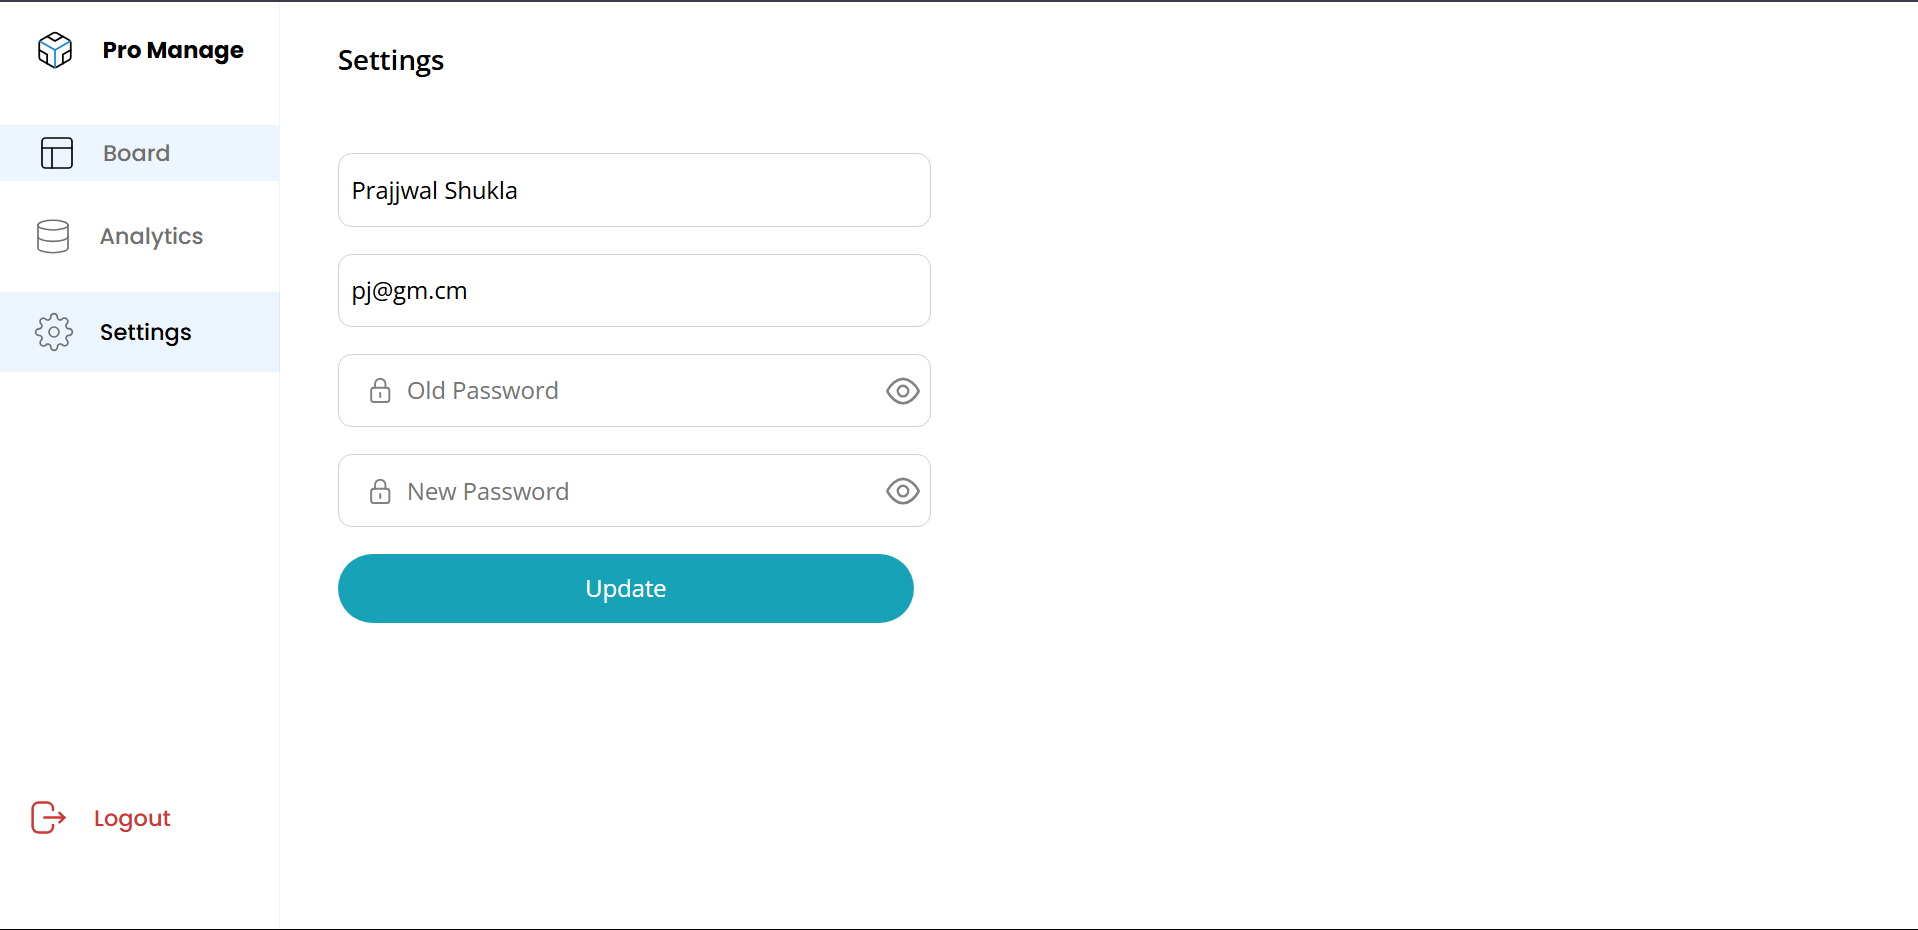 Pro Manage
Board
Analytics
Settings
Logout
Settings
Prajjwal Shukla
pj@gm.cm
Old Password
New Password
Update